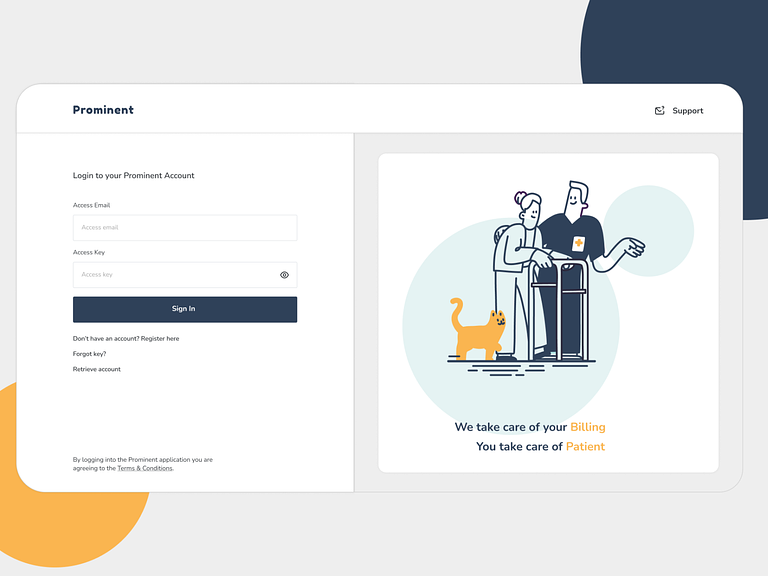 Prominent
Support
Login to your Prominent Account
Access Email
Access email
Access Key
Access key
Sign In
Don't have an account? Register here
Forgot key?
Retrieve account
By logging into the Prominent application you are
agreeing to the Terms & Conditions.
We take care of your Billing
You take care of Patient